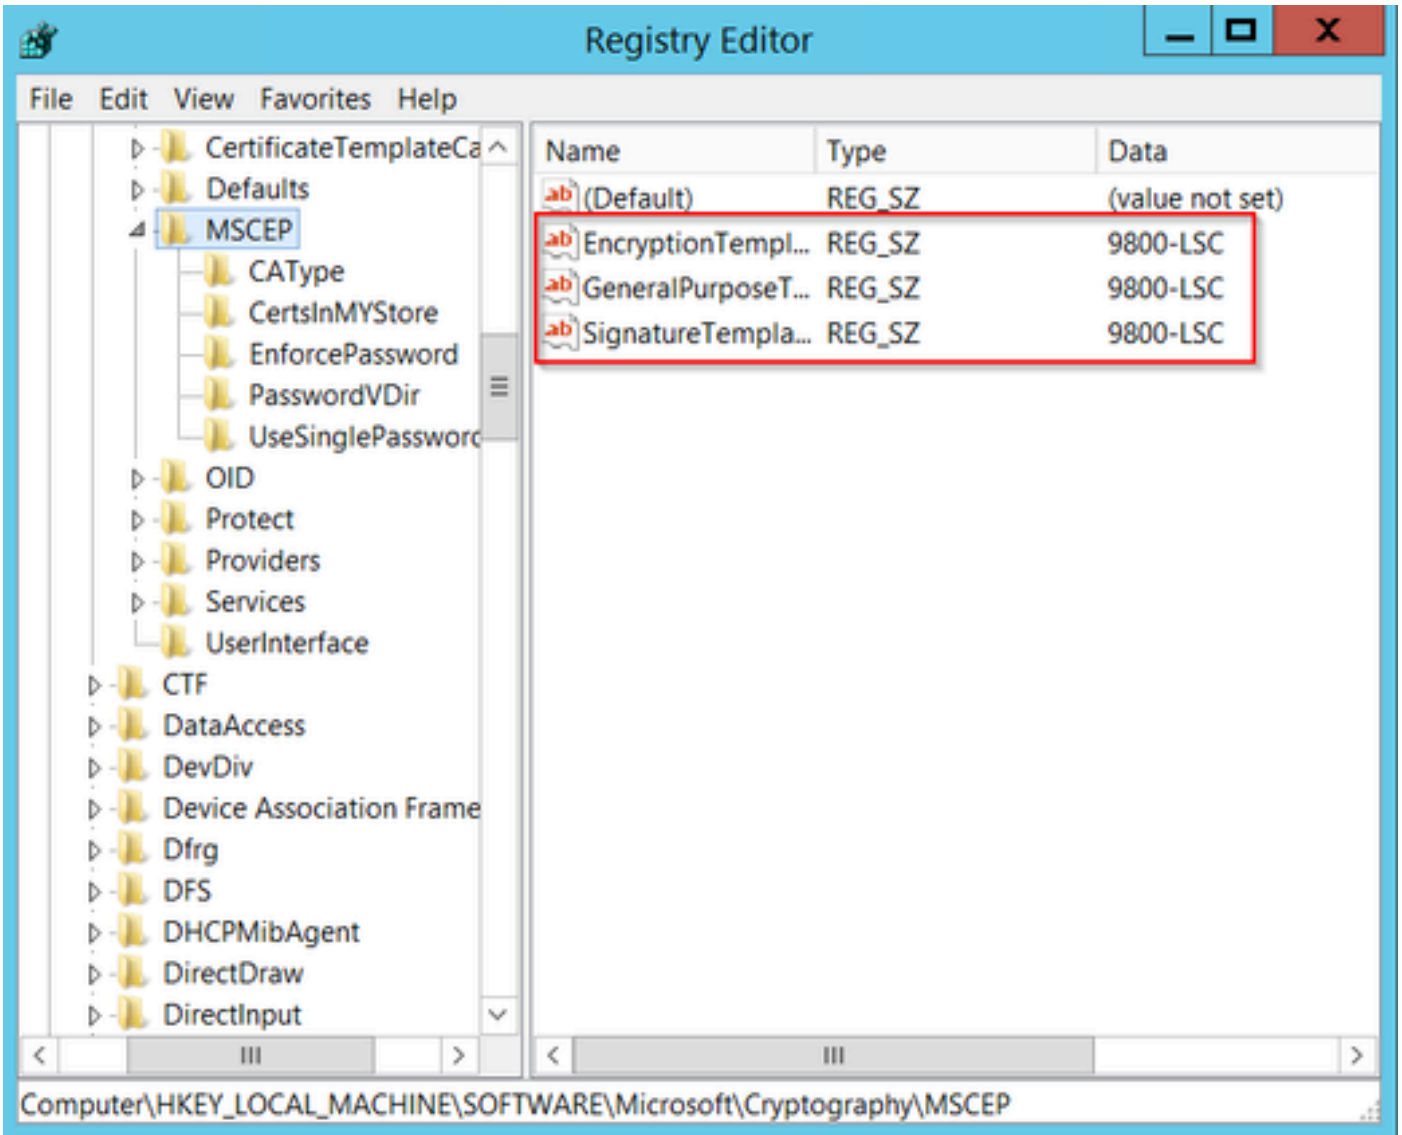 Registry Editor
File Edit View Favorites Help
CertificateTemplateCa
Defaults
MSCEP
CAType
CertsInMYStore
EnforcePassword
PasswordVDir
UseSinglePassword
OID
Protect
Providers
Services
UserInterface
CTF
DataAccess
DevDiv
Device Association Frame
Dfrg
DFS
DHCPMibAgent
DirectDraw
DirectInput
Name Type Data
(Default) REG_SZ (value not set)
EncryptionTempl... REG_SZ 9800-LSC
GeneralPurposeT... REG_SZ 9800-LSC
SignatureTempla... REG_SZ 9800-LSC
Computer\HKEY_LOCAL_MACHINE\SOFTWARE\Microsoft\Cryptography\MSCEP